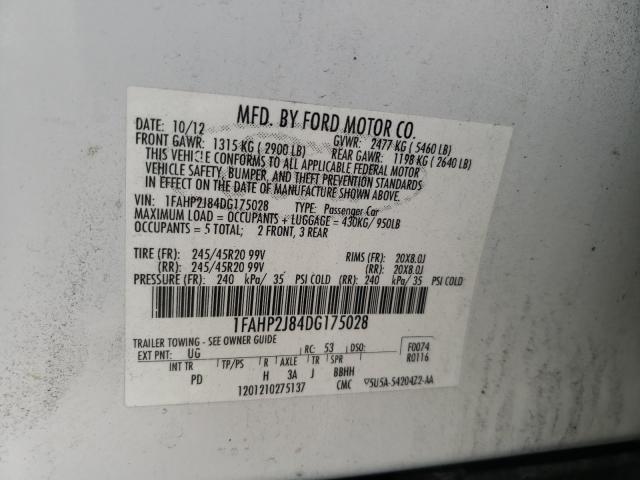 MFD. BY FORD MOTOR CO.
DATE: 10/12 GVWR: 2477 KG ( 5460 LB)
FRONT GAWR: 1315 KG ( 2900 LB) REAR GAWR: 1198 KG ( 2640 LB)
THIS VEHICLE CONFORMS TO ALL APPLICABLE FEDERAL MOTOR
VEHICLE SAFETY, BUMPER, AND THEFT PREVENTION STANDARDS
IN EFFECT ON THE DATE OF MANUFACTURE SHOWN ABOVE.
VIN: 1FAHP2J84DG175028 TYPE: Passenger Car
MAXIMUM LOAD = OCCUPANTS + LUGGAGE = 430KG/ 950LB
OCCUPANTS = 5 TOTAL; 2 FRONT, 3 REAR
TIRE (FR): 245/45R20 99V RIMS (FR): 20X8.0J
(RR): 245/45R20 99V (RR): 20X8.0J
PRESSURE (FR): 240 kPa/ 35 PSI COLD (RR): 240 kPa/ 35 PSI COLD
1FAHP2J84DG175028
TRAILER TOWING - SEE OWNER GUIDE
EXT PNT: UG RC: 53 DSO: F0074
INT TR TP/PS R AXLE TR SPR R0116
PD H 3A J BBHH
1201210275137 CMC 5U5A-5420472-AA